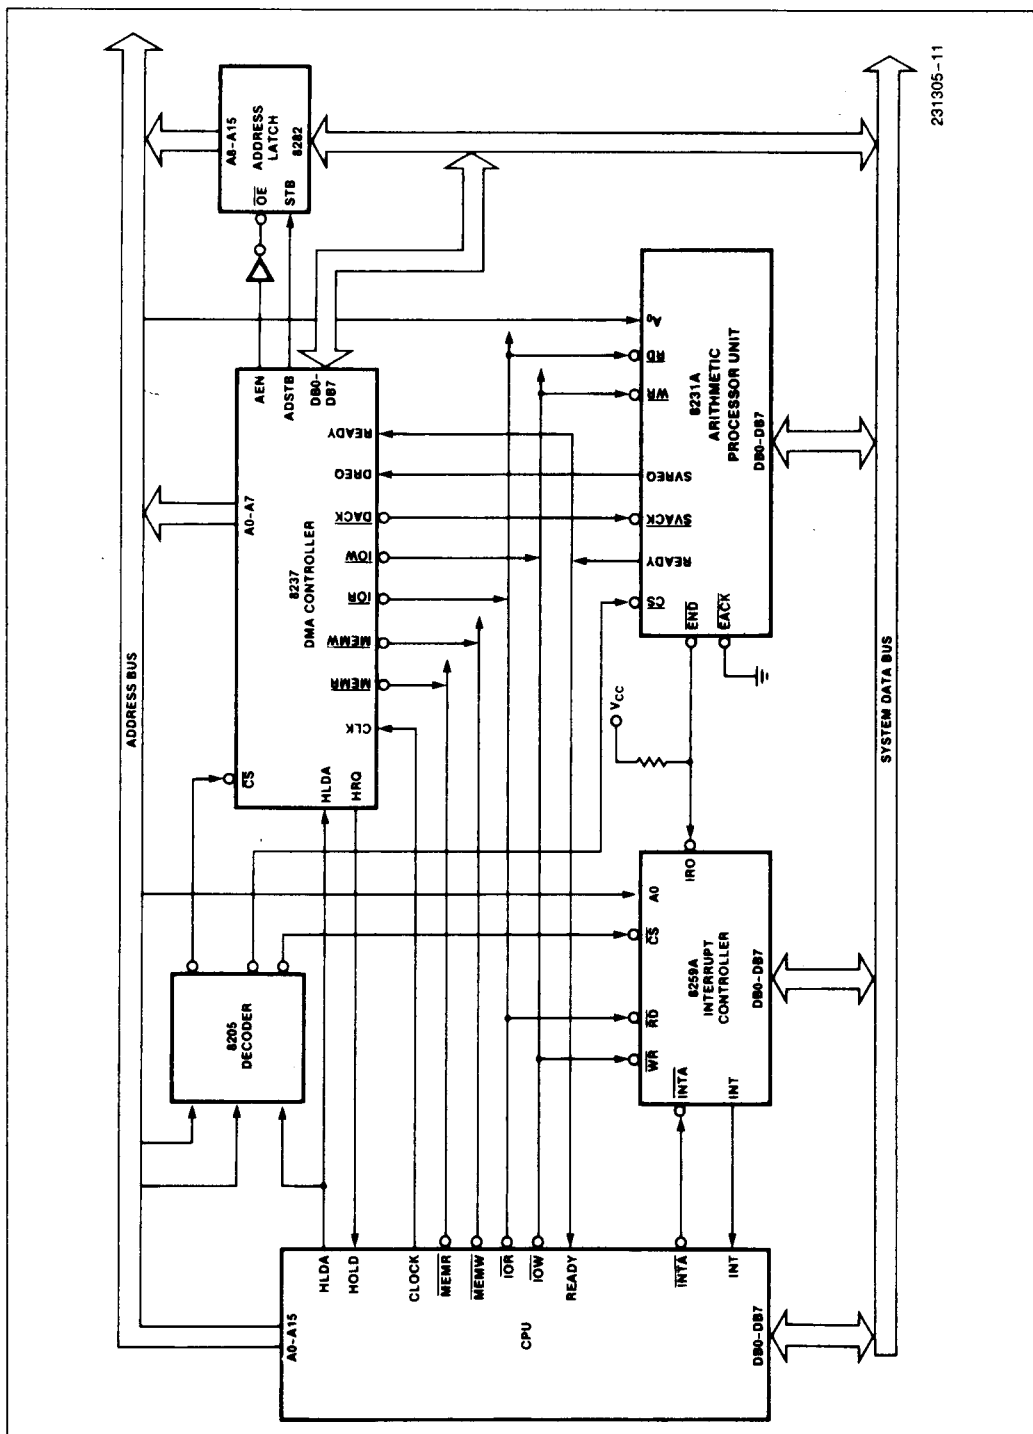 ADDRESS BUS
A8-A15
ADDRESS
LATCH
8282
OE
STB
AEN
ADSTB
DB0-
DB7
READY
DREQ
DACK
IOW
IOR
MEMW
MEMR
CLK
A0-A7
8237
DMA CONTROLLER
CS
HLDA
HRQ
8205
DECODER
A0-A15
HLDA
HOLD
CLOCK
MEMR
MEMW
IOR
IOW
READY
INTA
INT
CPU
DB0-DB7
A0
RD
WR
SVREQ
SVACK
READY
CS
END
EACK
8231A
ARITHMETIC
PROCESSOR UNIT
DB0-DB7
VCC
IRO
A0
CS
RD
WR
INTA
INT
8259A
INTERRUPT
CONTROLLER
DB0-DB7
SYSTEM DATA BUS
231305-11